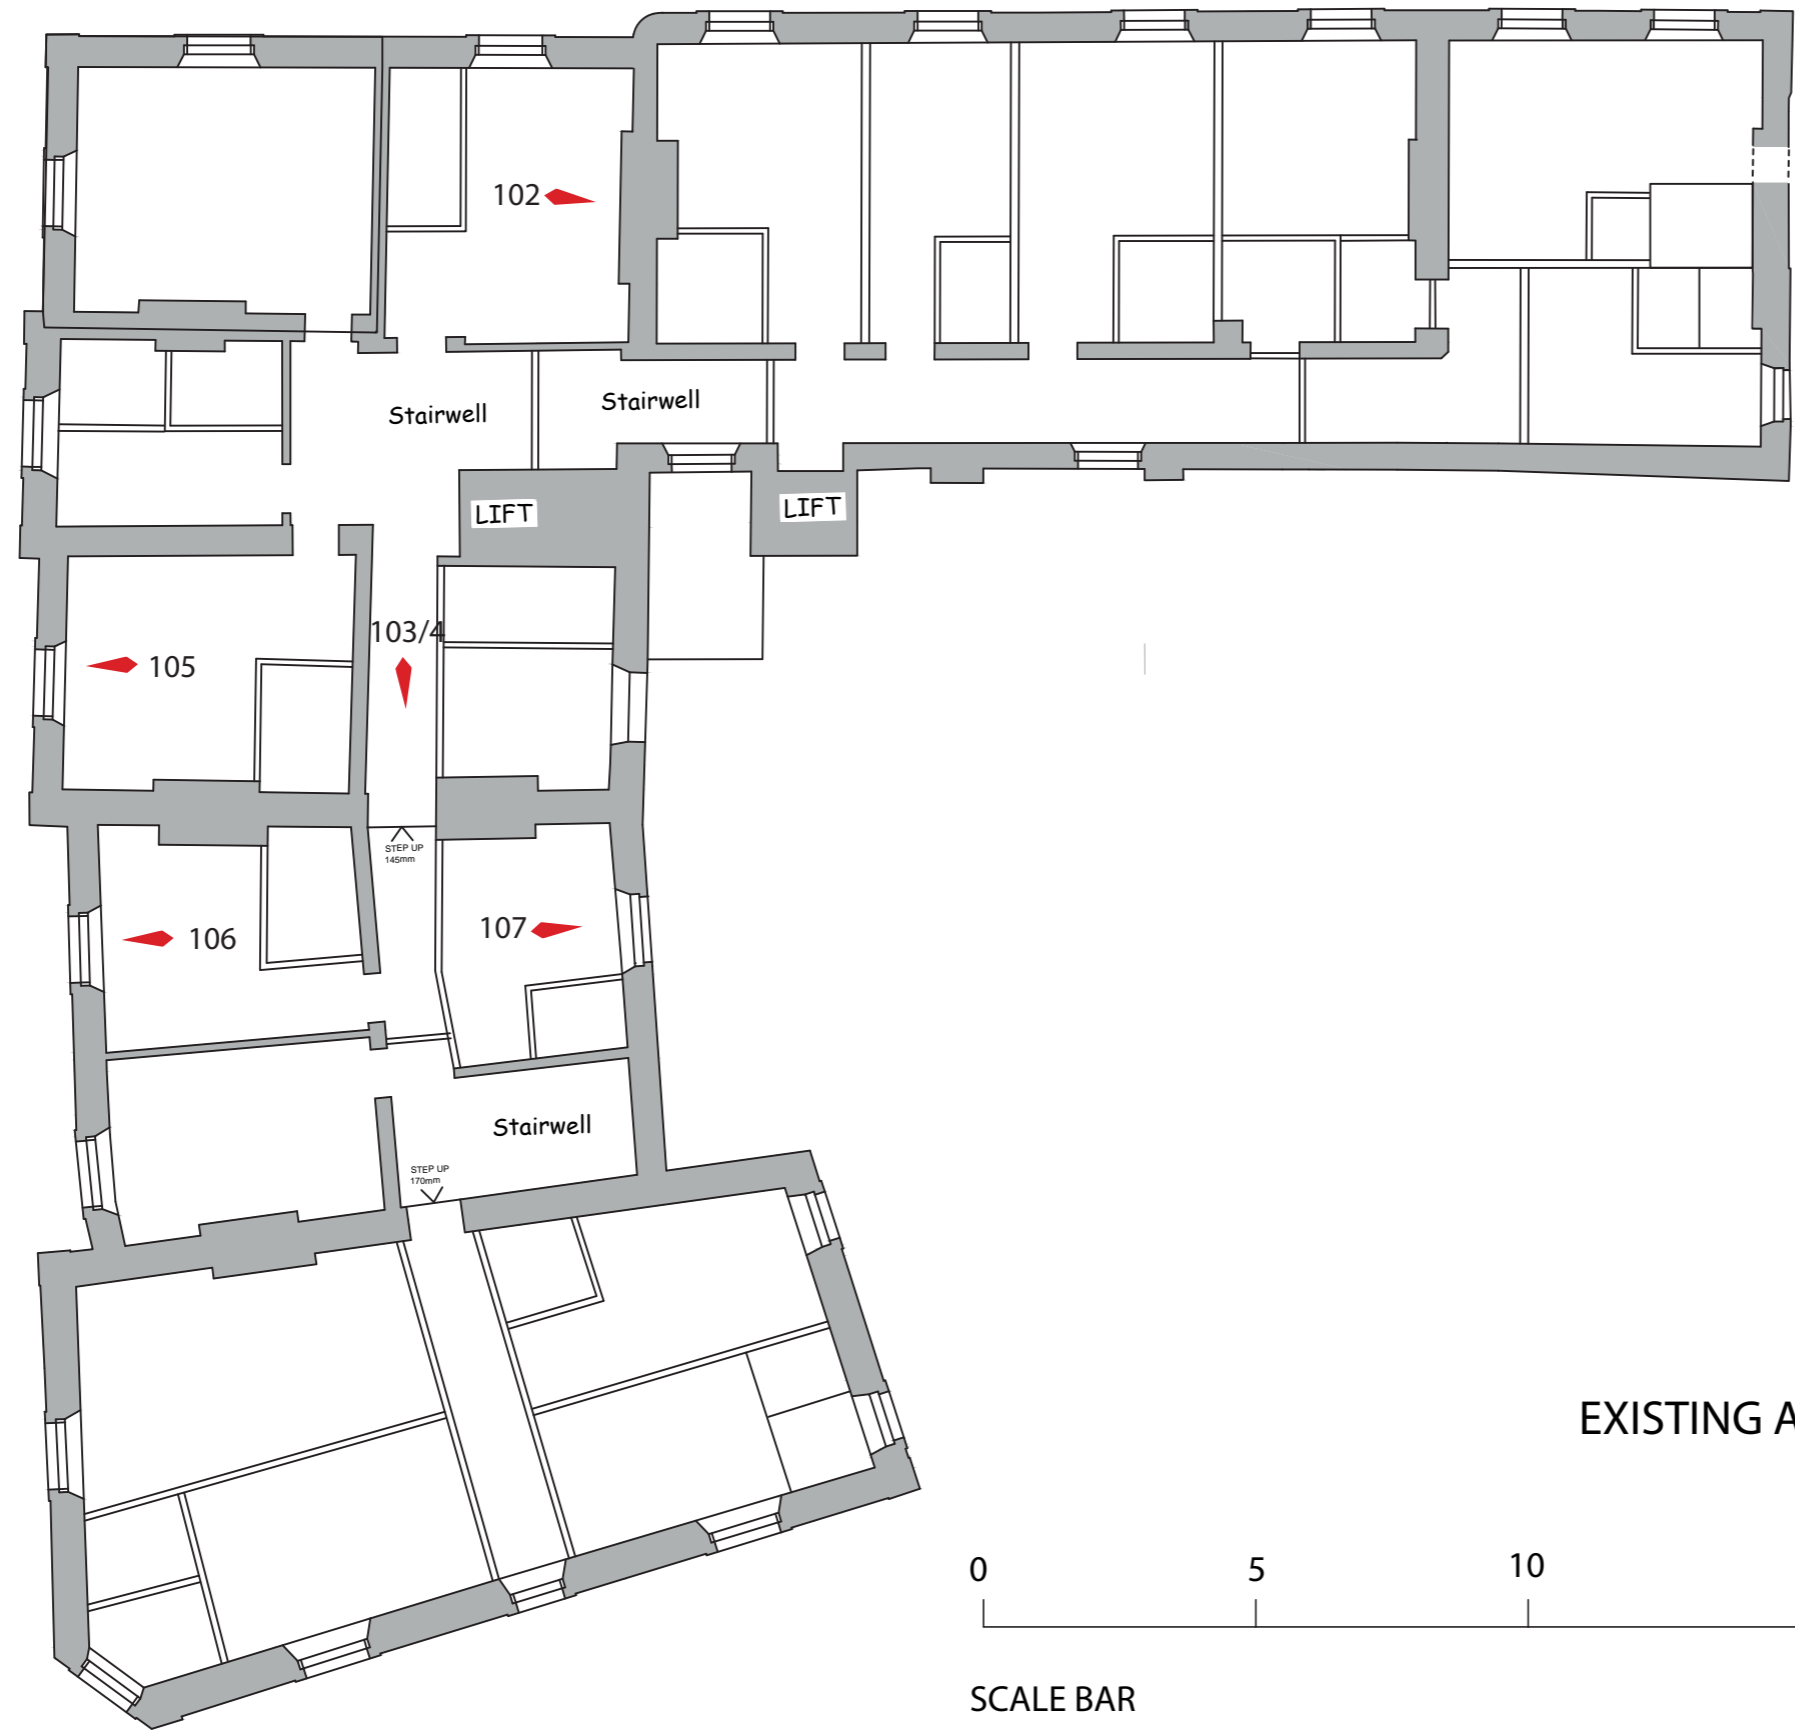 102
Stairwell
Stairwell
LIFT
LIFT
103/4
105
STEP UP
145mm
106
107
Stairwell
STEP UP
170mm
EXISTING A
0
5
10
SCALE BAR